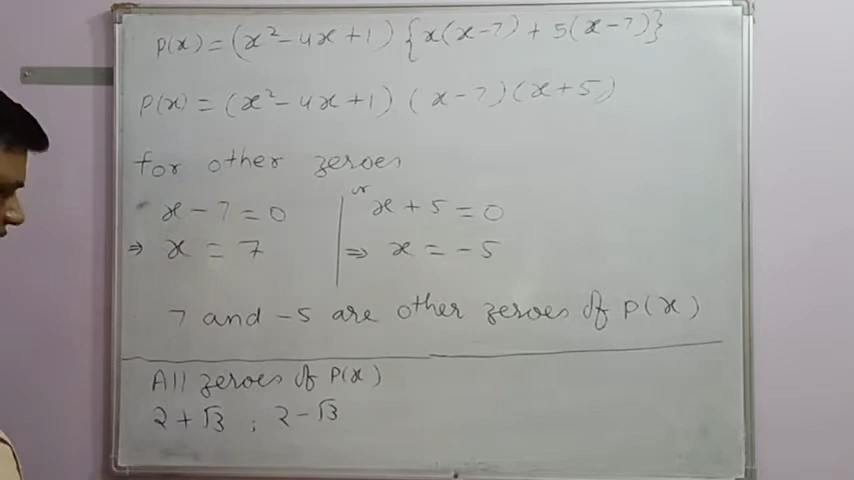 P(x) = (x² - 4x + 1) {x(x - 7) + 5(x - 7)}
P(x) = (x² - 4x + 1) (x - 7) (x + 5)
for other zeroes
x - 7 = 0 | or x + 5 = 0
⇒ x = 7 | ⇒ x = - 5
7 and - 5 are other zeroes of P(x)
All zeroes of P(x)
2 + √3 ; 2 - √3